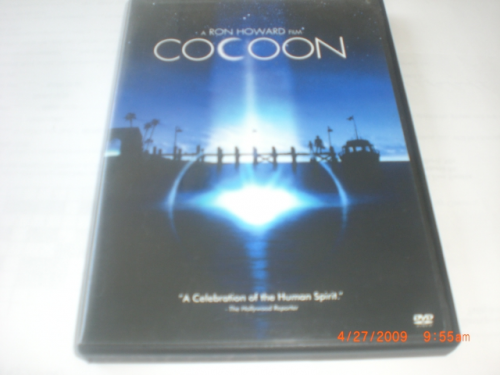 A RON HOWARD FILM
COCOON
"A Celebration of the Human Spirit."
- The Hollywood Reporter
DVD
4/27/2009 9:55am